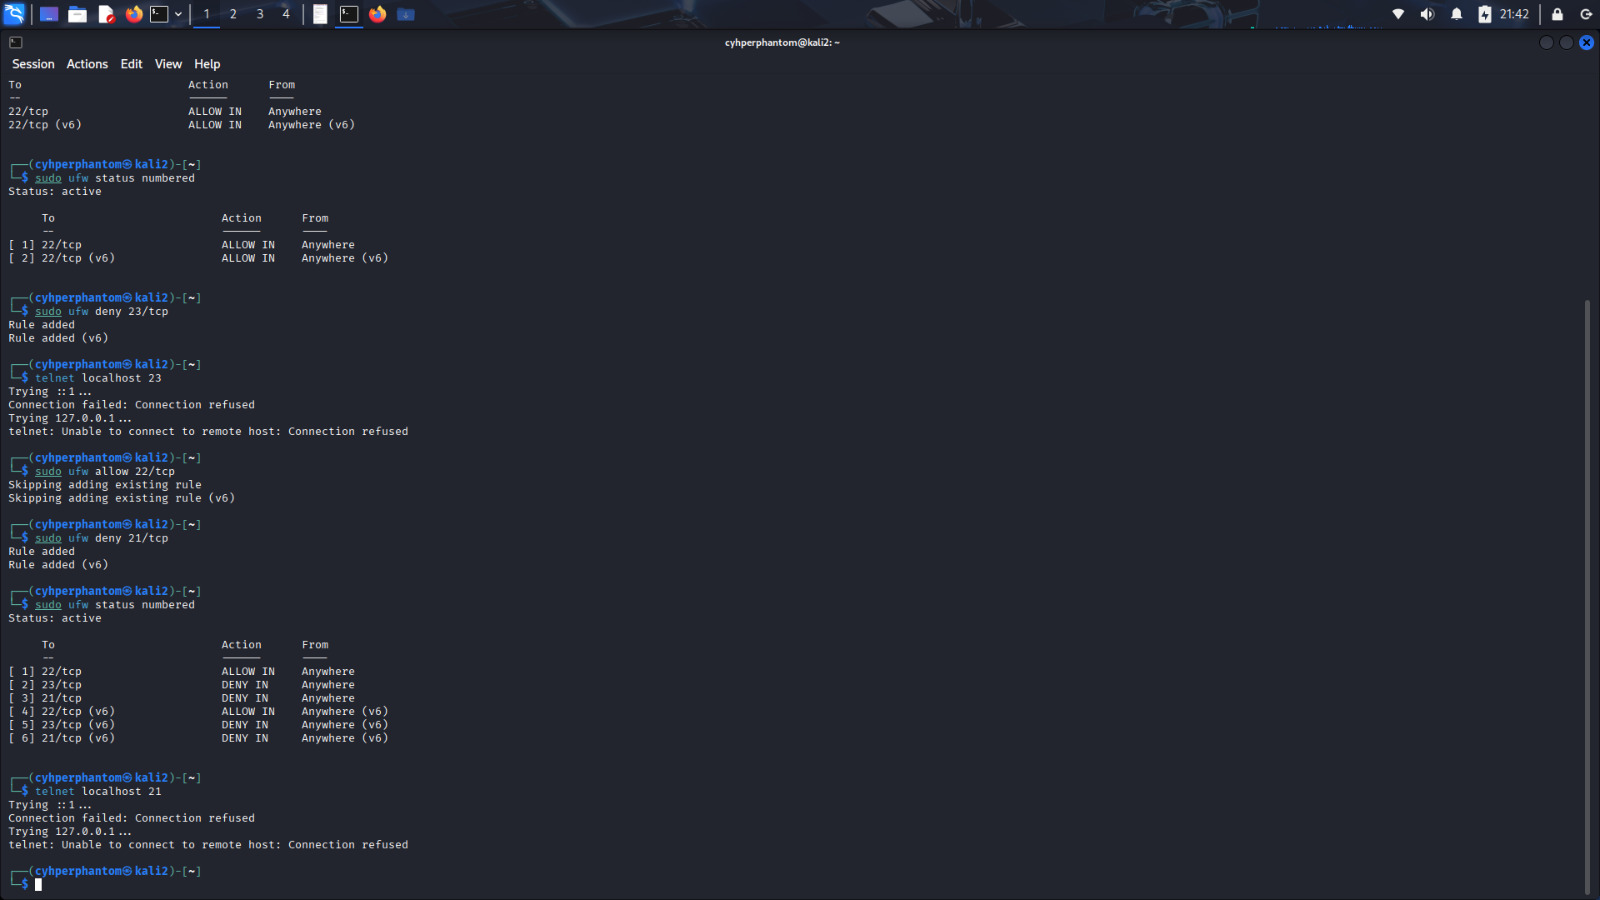 1 2 3 4 21:42
cyhperphantom@kali2: ~
Session Actions Edit View Help
To Action From
-- ------ ----
22/tcp ALLOW IN Anywhere
22/tcp (v6) ALLOW IN Anywhere (v6)
┌──(cyhperphantom㉿kali2)-[~]
└─$ sudo ufw status numbered
Status: active
To Action From
-- ------ ----
[ 1] 22/tcp ALLOW IN Anywhere
[ 2] 22/tcp (v6) ALLOW IN Anywhere (v6)
┌──(cyhperphantom㉿kali2)-[~]
└─$ sudo ufw deny 23/tcp
Rule added
Rule added (v6)
┌──(cyhperphantom㉿kali2)-[~]
└─$ telnet localhost 23
Trying ::1...
Connection failed: Connection refused
Trying 127.0.0.1...
telnet: Unable to connect to remote host: Connection refused
┌──(cyhperphantom㉿kali2)-[~]
└─$ sudo ufw allow 22/tcp
Skipping adding existing rule
Skipping adding existing rule (v6)
┌──(cyhperphantom㉿kali2)-[~]
└─$ sudo ufw deny 21/tcp
Rule added
Rule added (v6)
┌──(cyhperphantom㉿kali2)-[~]
└─$ sudo ufw status numbered
Status: active
To Action From
-- ------ ----
[ 1] 22/tcp ALLOW IN Anywhere
[ 2] 23/tcp DENY IN Anywhere
[ 3] 21/tcp DENY IN Anywhere
[ 4] 22/tcp (v6) ALLOW IN Anywhere (v6)
[ 5] 23/tcp (v6) DENY IN Anywhere (v6)
[ 6] 21/tcp (v6) DENY IN Anywhere (v6)
┌──(cyhperphantom㉿kali2)-[~]
└─$ telnet localhost 21
Trying ::1...
Connection failed: Connection refused
Trying 127.0.0.1...
telnet: Unable to connect to remote host: Connection refused
┌──(cyhperphantom㉿kali2)-[~]
└─$